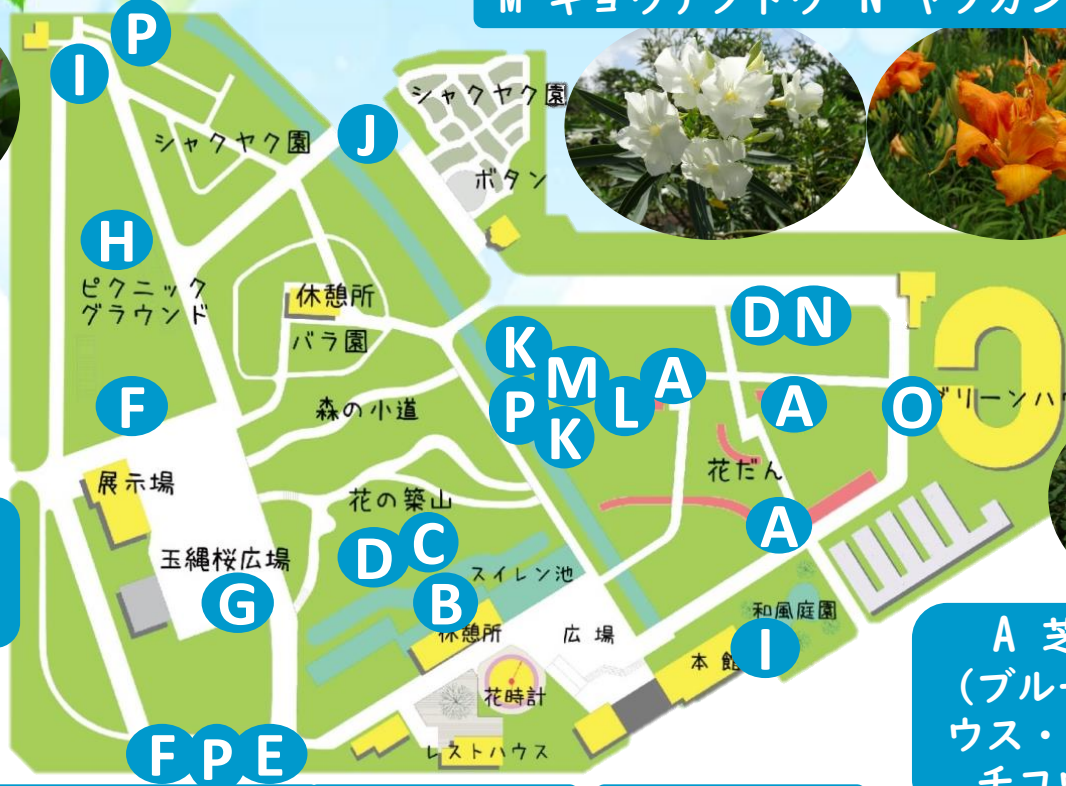 M キョウチクトウ N ヤブカン
P
I
シャクヤク園
J
シャクヤク園
ボタン
H
ピクニック
グラウンド
休憩所
バラ園
D N
K
M
A
P
L
K
A
O
グリーンハウ
F
森の小道
展示場
花の築山
花だん
A
D
C
スイレン池
玉縄桜広場
G
B
休憩所
広場
和風庭園
本館
I
花時計
レストハウス
F P E
A 芝
(ブルー
ウス・